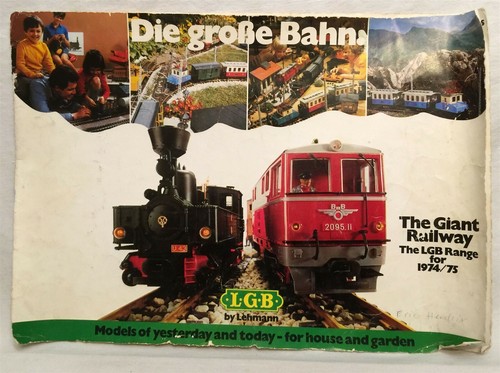 Die große Bahn.
2095.11
The Giant
Railway
The LGB Range
for
1974/75
L·G·B
by Lehmann
Models of yesterday and today - for house and garden